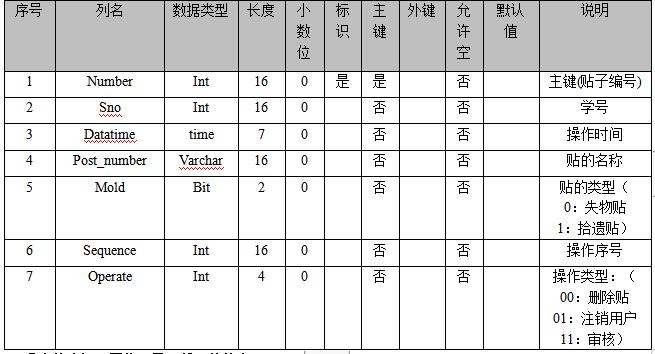 序号 列名 数据类型 长度 小数位 标识 主键 外键 允许空 默认值 说明
1 Number Int 16 0 是 是 否 主键(贴子编号)
2 Sno Int 16 0 否 否 学号
3 Datatime time 7 0 否 否 操作时间
4 Post_number Varchar 16 0 否 否 贴的名称
5 Mold Bit 2 0 否 否 贴的类型（
0：失物贴
1：拾遗贴）
6 Sequence Int 16 0 否 否 操作序号
7 Operate Int 4 0 否 否 操作类型：（
00：删除贴
01：注销用户
11：审核）